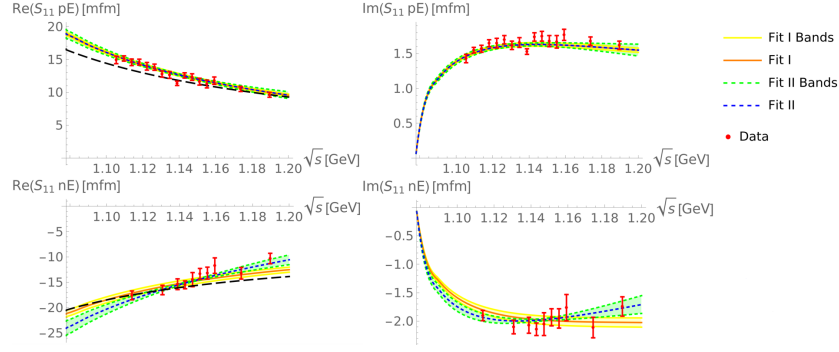 Re(S₁₁ pE) [mfm]
20
15
10
5
1.08 1.10 1.12 1.14 1.16 1.18 1.20
√s [GeV]
Im(S₁₁ pE) [mfm]
1.5
1.0
0.5
1.10 1.12 1.14 1.16 1.18 1.20
√s [GeV]
Fit I Bands
Fit I
Fit II Bands
Fit II
Data
Re(S₁₁ nE) [mfm]
1.10 1.12 1.14 1.16 1.18 1.20
√s [GeV]
−5
−10
−15
−20
−25
Im(S₁₁ nE) [mfm]
1.10 1.12 1.14 1.16 1.18 1.20
√s [GeV]
−0.5
−1.0
−1.5
−2.0